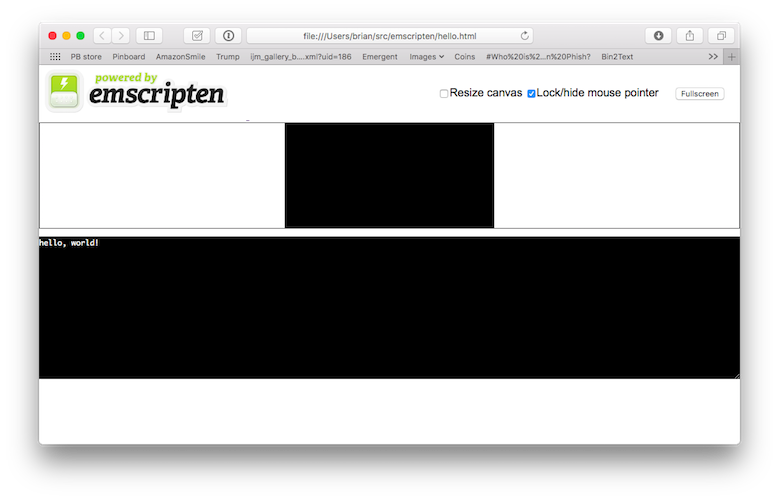 file:///Users/brian/src/emscripten/hello.html
PB store Pinboard AmazonSmile Trump ijm_gallery_b....xml?uid=186 Emergent Images Coins #Who%20is%2...n%20Phish? Bin2Text
powered by
emscripten
Resize canvas Lock/hide mouse pointer Fullscreen
hello, world!